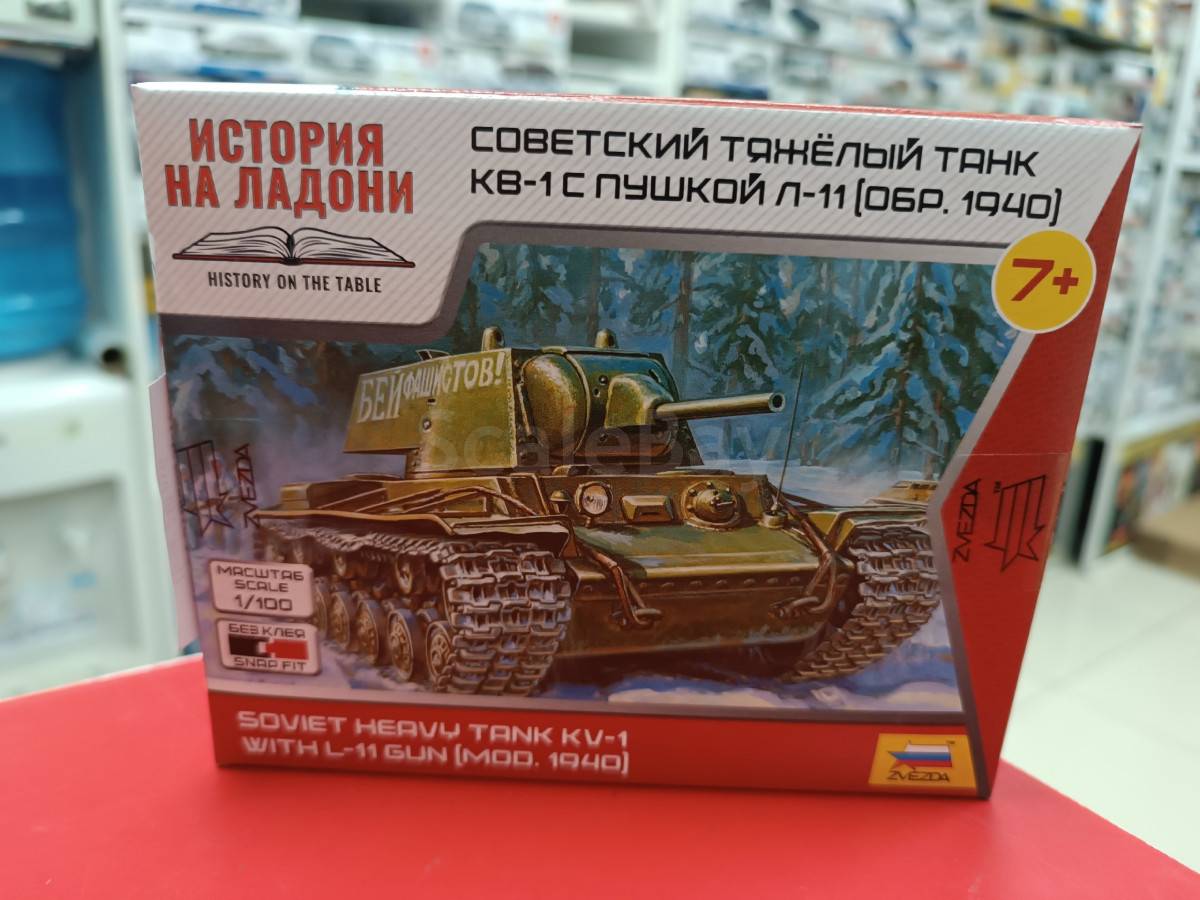 ИСТОРИЯ
НА ЛАДОНИ
HISTORY ON THE TABLE
СОВЕТСКИЙ ТЯЖЁЛЫЙ ТАНК
КВ-1 С ПУШКОЙ Л-11 (ОБР. 1940)
7+
БЕЙ ФАШИСТОВ!
ScaleBay
ZVEZDA
ZVEZDA
TM
МАСШТАБ
SCALE
1/100
БЕЗ КЛЕЯ
SNAP FIT
SOVIET HEAVY TANK KV-1
WITH L-11 GUN (MOD. 1940)
ZVEZDA